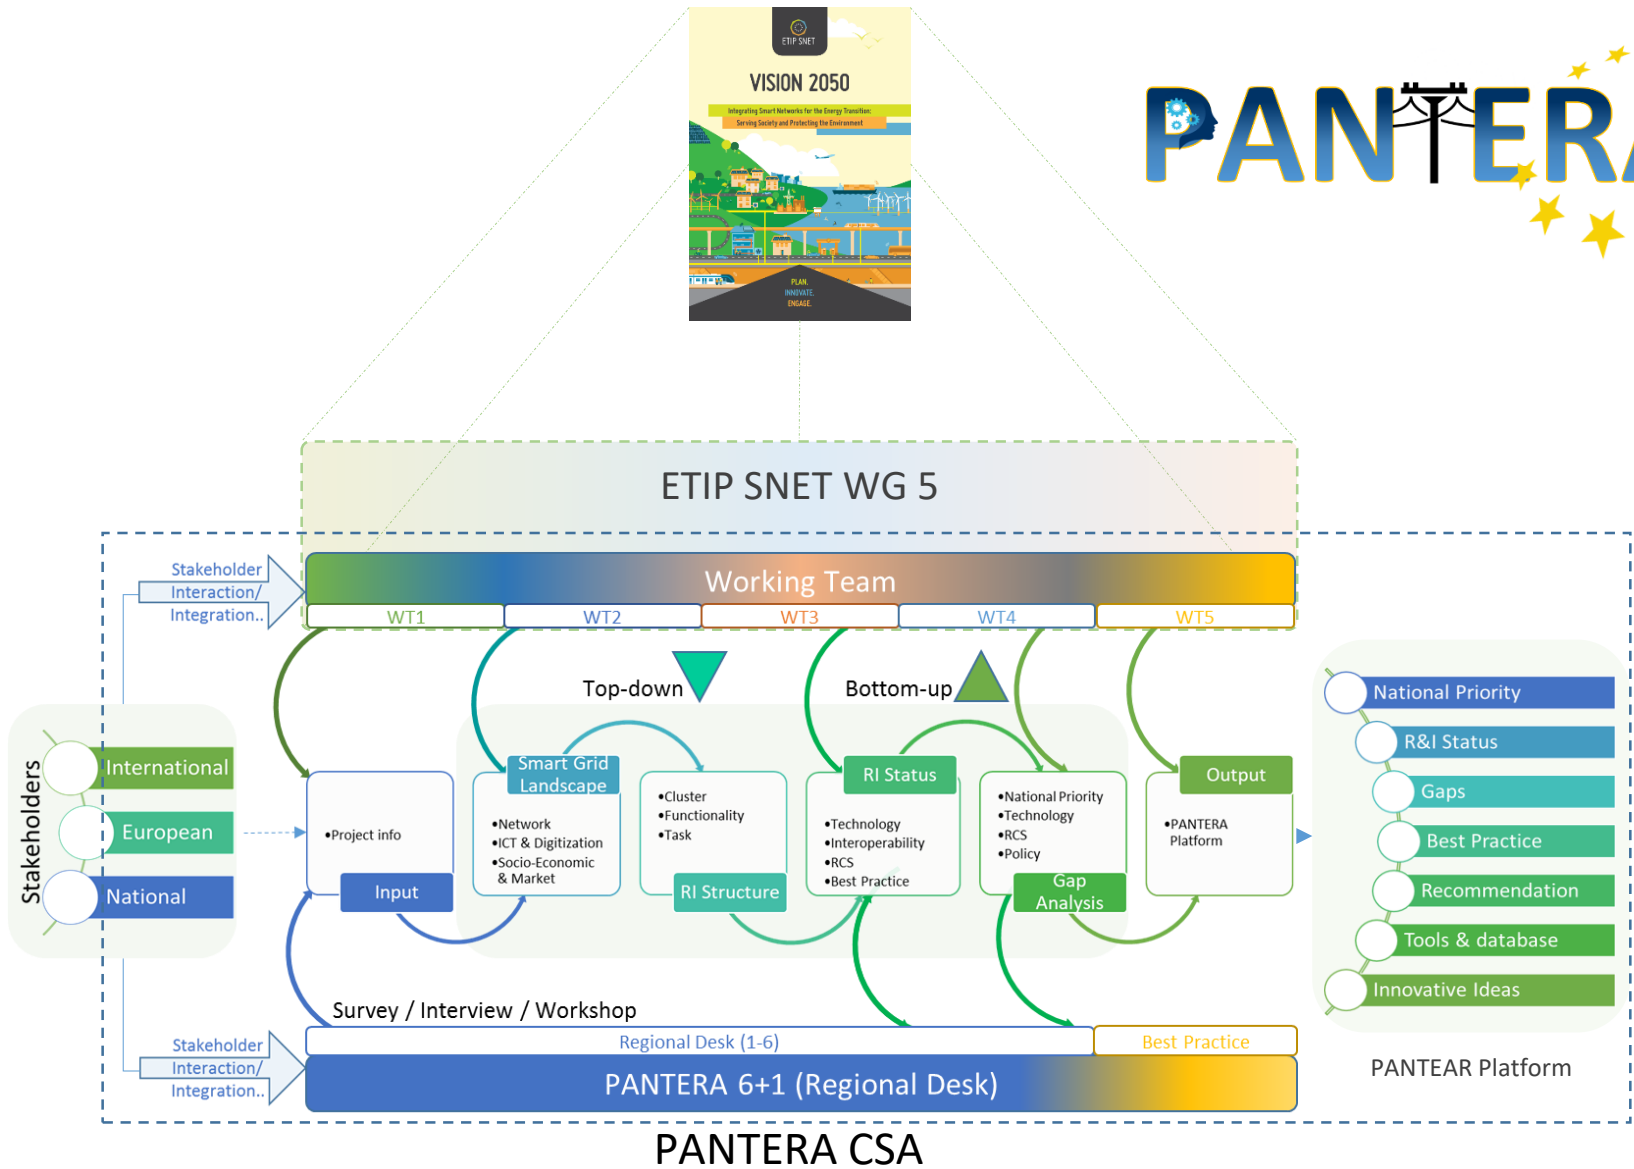 ETIP SNET
VISION 2050
Integrating Smart Networks for the Energy Transition:
Serving Society and Protecting the Environment
PLAN.
INNOVATE.
ENGAGE.
PANTERA
ETIP SNET WG 5
Stakeholder
Interaction/
Integration..
Working Team
WT1
WT2
WT3
WT4
WT5
Top-down
Bottom-up
Stakeholders
International
European
National
•Project info
Input
Smart Grid
Landscape
•Network
•ICT & Digitization
•Socio-Economic
& Market
•Cluster
•Functionality
•Task
RI Structure
RI Status
•Technology
•Interoperability
•RCS
•Best Practice
•National Priority
•Technology
•RCS
•Policy
Gap
Analysis
Output
•PANTERA
Platform
National Priority
R&I Status
Gaps
Best Practice
Recommendation
Tools & database
Innovative Ideas
PANTEAR Platform
Survey / Interview / Workshop
Stakeholder
Interaction/
Integration..
Regional Desk (1-6)
Best Practice
PANTERA 6+1 (Regional Desk)
PANTERA CSA